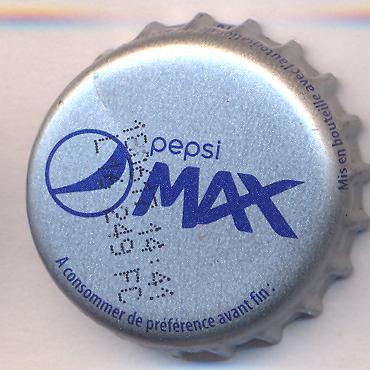 pepsi
MAX
A consommer de préférence avant fin :
Mis en bouteille avec l'autorisation